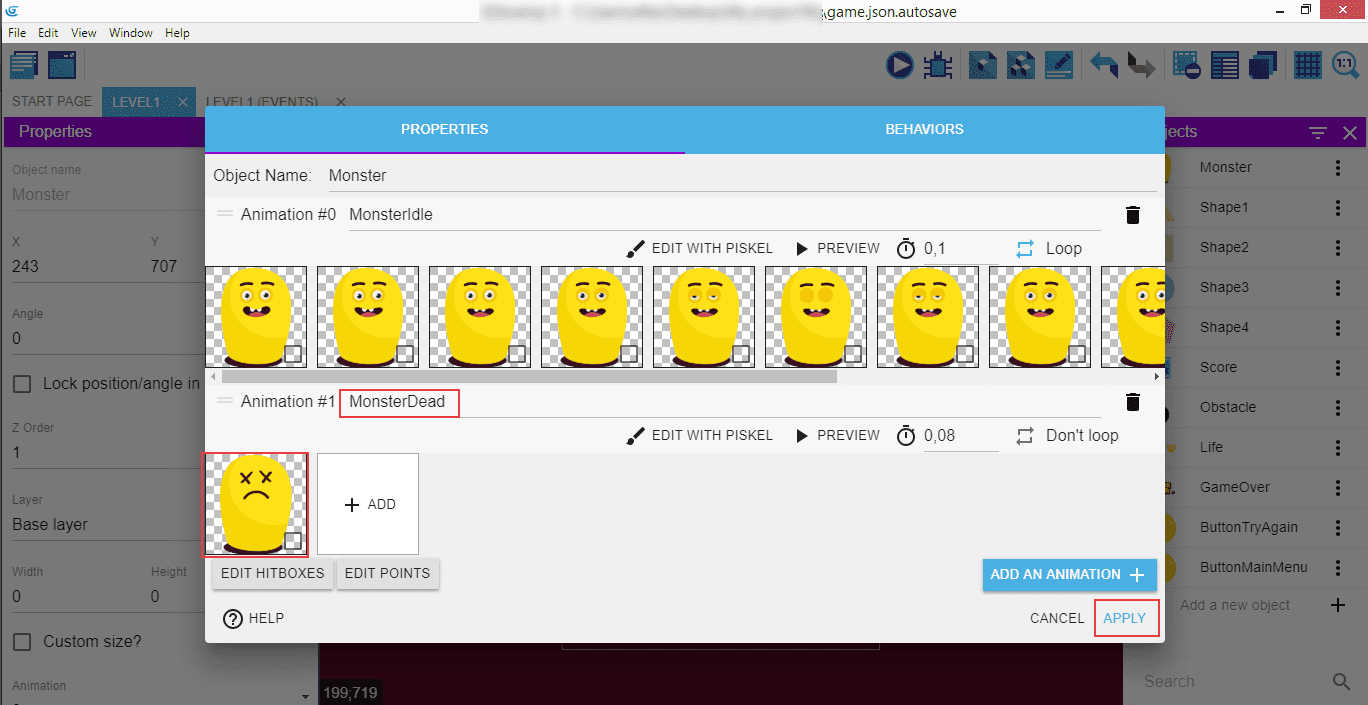 \game.json.autosave
File Edit View Window Help
1:1
START PAGE LEVEL1 LEVEL1 (EVENTS)
Properties
Object name
Monster
X Y
243 707
Angle
0
Lock position/angle in
Z Order
1
Layer
Base layer
Width Height
0 0
Custom size?
Animation
199;719
PROPERTIES BEHAVIORS
Object Name: Monster
Animation #0 MonsterIdle
EDIT WITH PISKEL PREVIEW 0,1 Loop
Animation #1 MonsterDead
EDIT WITH PISKEL PREVIEW 0,08 Don't loop
+ ADD
EDIT HITBOXES EDIT POINTS
ADD AN ANIMATION +
? HELP CANCEL APPLY
jects
Monster
Shape1
Shape2
Shape3
Shape4
Score
Obstacle
Life
GameOver
ButtonTryAgain
ButtonMainMenu
Add a new object +
Search